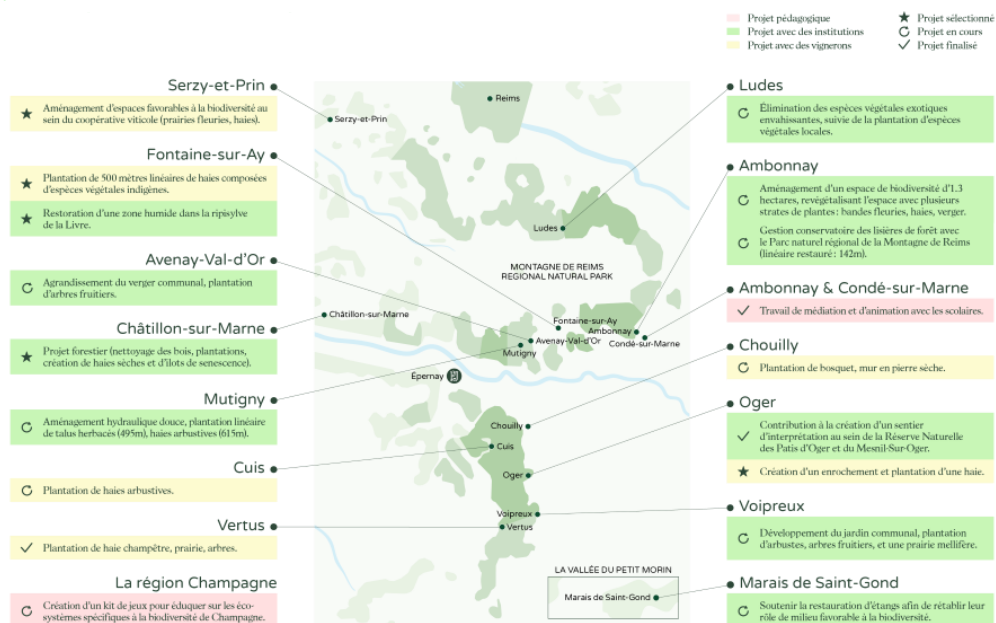 Projet pédagogique
Projet avec des institutions
Projet avec des vignerons
Projet sélectionné
Projet en cours
Projet finalisé
Serzy-et-Prin
Aménagement d'espaces favorables à la biodiversité au
sein du coopérative viticole (prairies fleuries, haies).
Fontaine-sur-Ay
Plantation de 500 mètres linéaires de haies composées
d'espèces végétales indigènes.
Restoration d'une zone humide dans la ripisylve
de la Livre.
Avenay-Val-d'Or
Agrandissement du verger communal, plantation
d'arbres fruitiers.
Châtillon-sur-Marne
Projet forestier (nettoyage des bois, plantations,
création de haies sèches et d'ilots de senescence).
Mutigny
Aménagement hydraulique douce, plantation linéaire
de talus herbacés (495m), haies arbustives (615m).
Cuis
Plantation de haies arbustives.
Vertus
Plantation de haie champêtre, prairie, arbres.
La région Champagne
Création d'un kit de jeux pour éduquer sur les éco-
systèmes spécifiques à la biodiversité de Champagne.
Reims
Serzy-et-Prin
Ludes
MONTAGNE DE REIMS
REGIONAL NATURAL PARK
Châtillon-sur-Marne
Fontaine-sur-Ay
Ambonnay
Avenay-Val-d'Or
Condé-sur-Marne
Mutigny
Épernay
Chouilly
Cuis
Oger
Voipreux
Vertus
LA VALLÉE DU PETIT MORIN
Marais de Saint-Gond
Ludes
Élimination des espèces végétales exotiques
envahissantes, suivie de la plantation d'espèces
végétales locales.
Ambonnay
Aménagement d'un espace de biodiversité d'1.3
hectares, revégétalisant l'espace avec plusieurs
strates de plantes : bandes fleuries, haies, verger.
Gestion conservatoire des lisières de forêt avec
le Parc naturel régional de la Montagne de Reims
(linéaire restauré : 142m).
Ambonnay & Condé-sur-Marne
Travail de médiation et d'animation avec les scolaires.
Chouilly
Plantation de bosquet, mur en pierre sèche.
Oger
Contribution à la création d'un sentier
d'interprétation au sein de la Réserve Naturelle
des Patis d'Oger et du Mesnil-Sur-Oger.
Création d'un enrochement et plantation d'une haie.
Voipreux
Développement du jardin communal, plantation
d'arbustes, arbres fruitiers, et une prairie mellifère.
Marais de Saint-Gond
Soutenir la restauration d'étangs afin de rétablir leur
rôle de milieu favorable à la biodiversité.